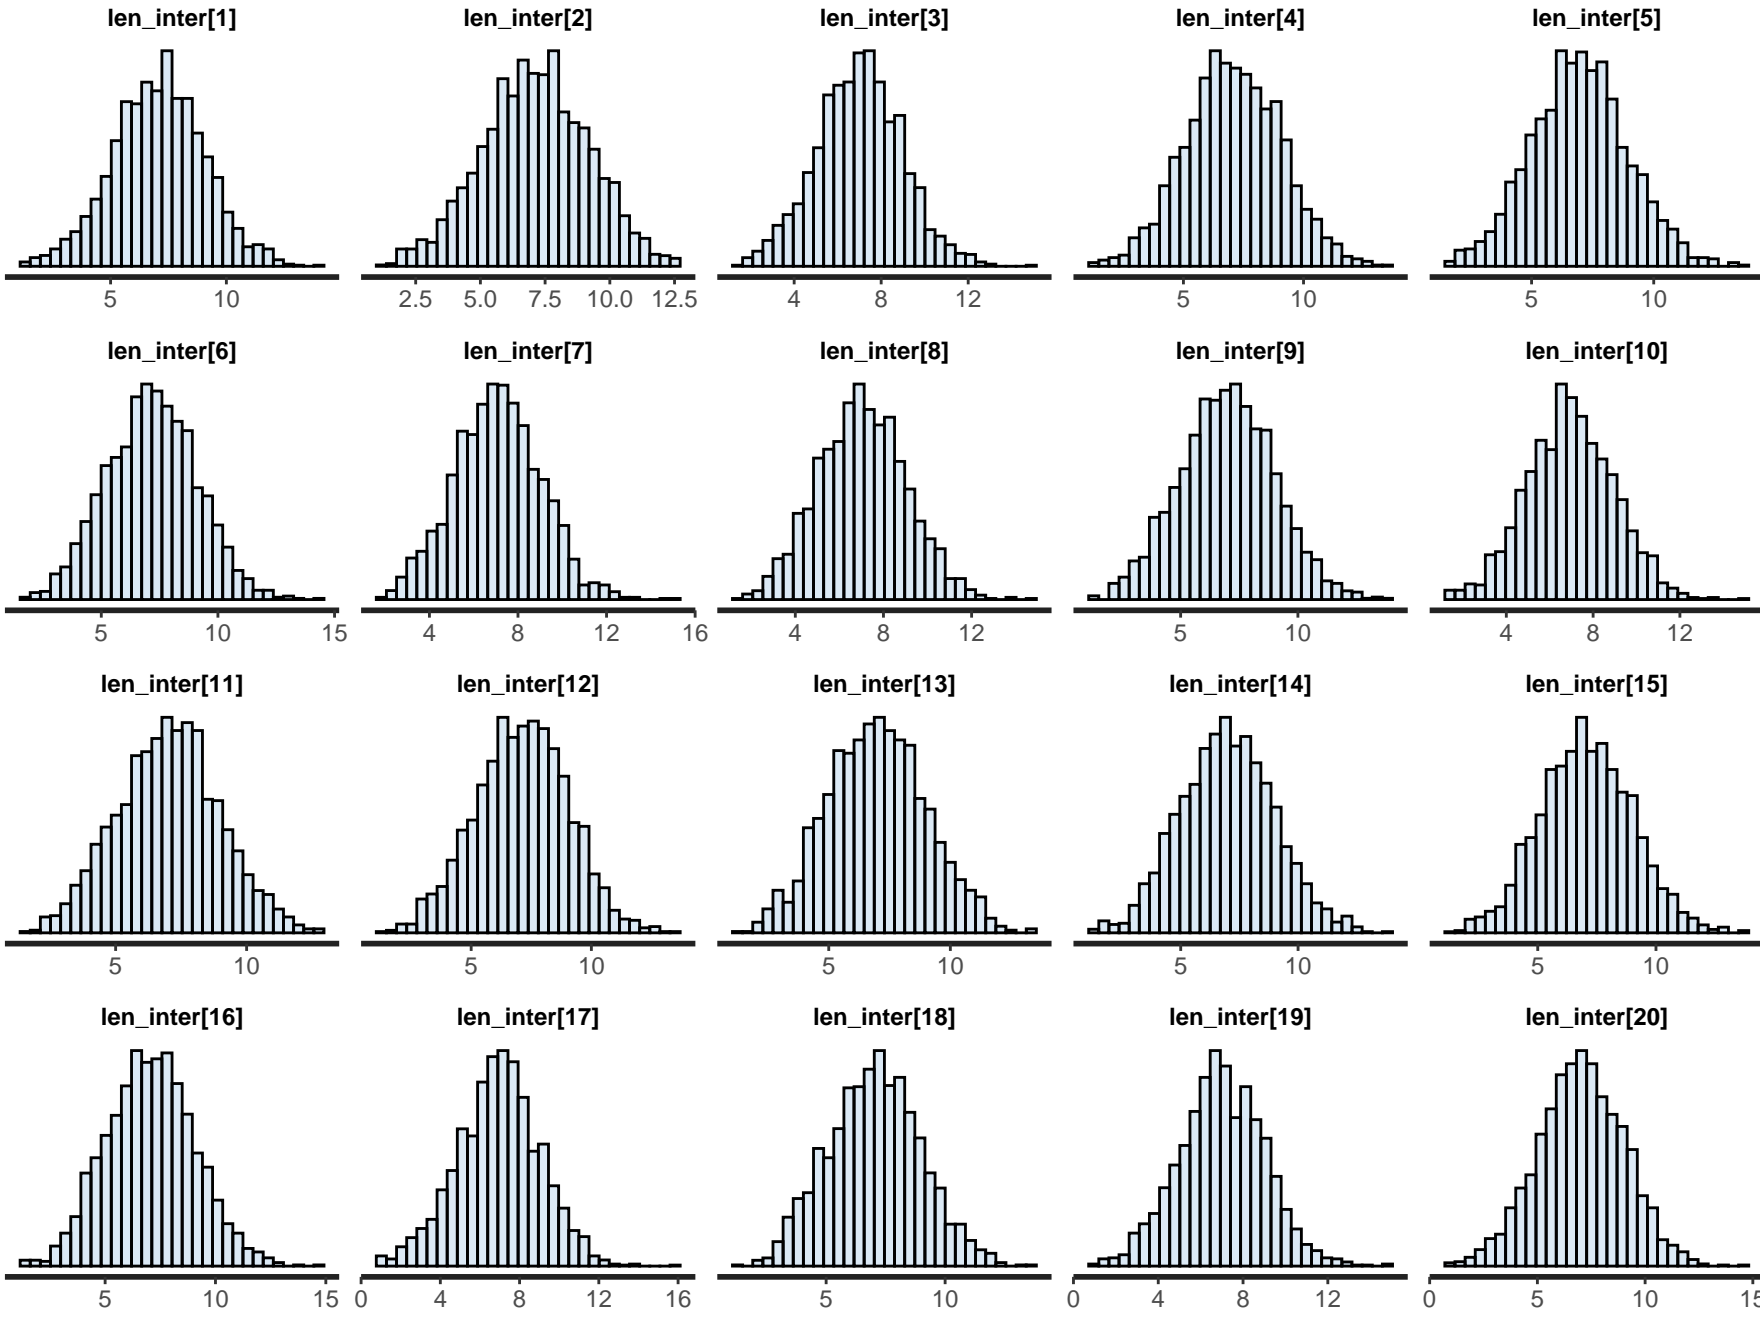 len_inter[1] len_inter[2] len_inter[3] len_inter[4] len_inter[5]
5 10 2.5 5.0 7.5 10.0 12.5 4 8 12 5 10 5 10
len_inter[6] len_inter[7] len_inter[8] len_inter[9] len_inter[10]
5 10 15 4 8 12 16 4 8 12 5 10 4 8 12
len_inter[11] len_inter[12] len_inter[13] len_inter[14] len_inter[15]
5 10 5 10 5 10 5 10 5 10
len_inter[16] len_inter[17] len_inter[18] len_inter[19] len_inter[20]
5 10 15 0 4 8 12 16 5 10 0 4 8 12 0 5 10 15